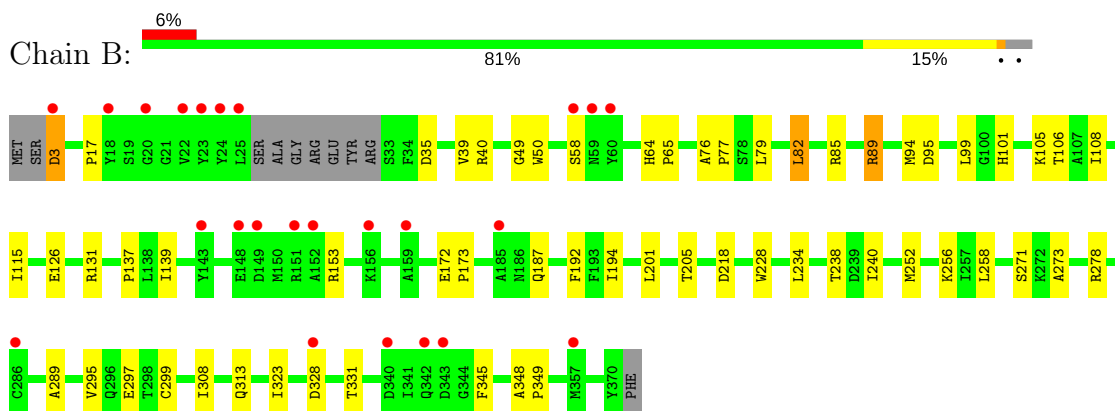 6%
Chain B:
81% 15% • •
MET SER D3 P17 Y18 S19 G20 G21 V22 Y23 Y24 L25 SER ALA GLY ARG GLU TYR ARG S33 F34 D35 V39 R40 G49 W50 S58 N59 Y60 H64 P65 A76 P77 S78 L79 L82 R85 R89 M94 D95 L99 G100 H101 K105 T106 A107 I108
I115 E126 R131 P137 L138 I139 Y143 E148 D149 M150 R151 A152 R153 K156 A159 E172 P173 A185 N186 Q187 F192 F193 I194 L201 T205 D218 W228 L234 T238 D239 I240 M252 K256 I257 L258 S271 K272 A273 R278
C286 A289 V295 Q296 E297 T298 C299 I308 Q313 I323 D328 T331 D340 I341 Q342 D343 G344 F345 A348 P349 M357 Y370 PHE